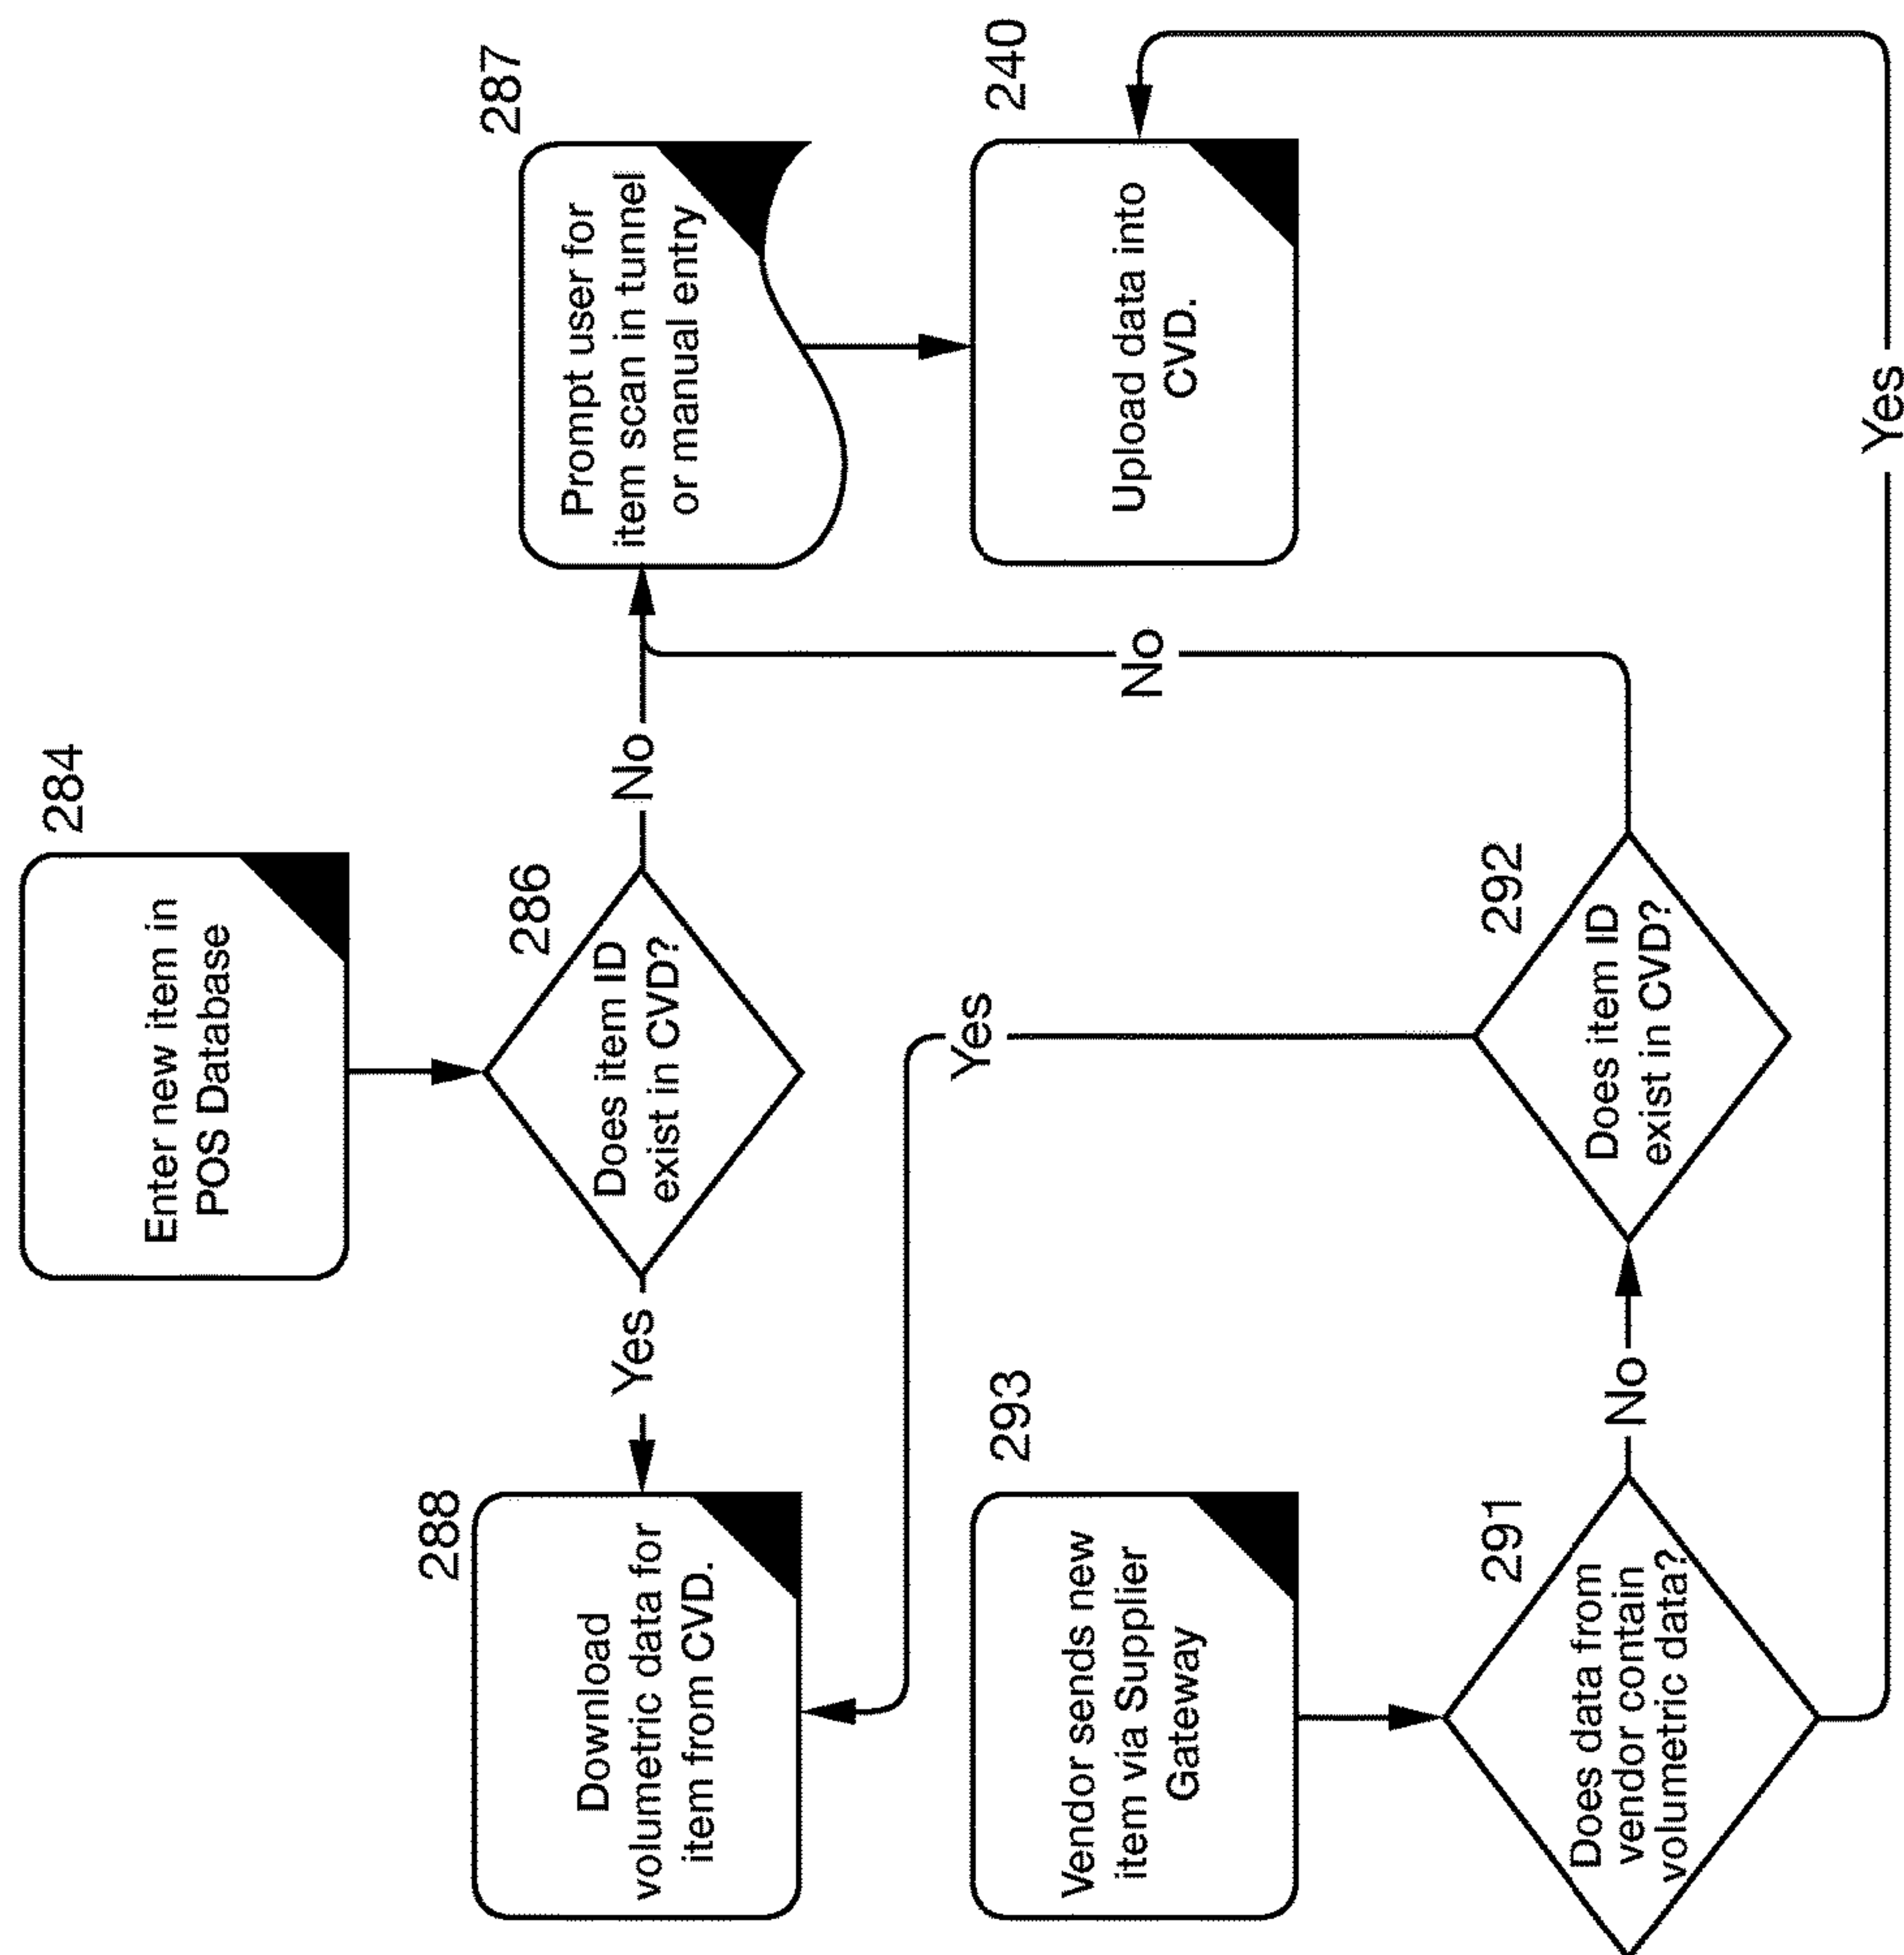 284
Enter new item in
POS Database
286
Does item ID
exist in CVD?
Yes
No
288
Download
volumetric data for
item from CVD.
287
Prompt user for
item scan in tunnel
or manual entry
240
Upload data into
CVD.
293
Vendor sends new
item via Supplier
Gateway
291
Does data from
vendor contain
volumetric data?
No
292
Does item ID
exist in CVD?
Yes
No
Yes